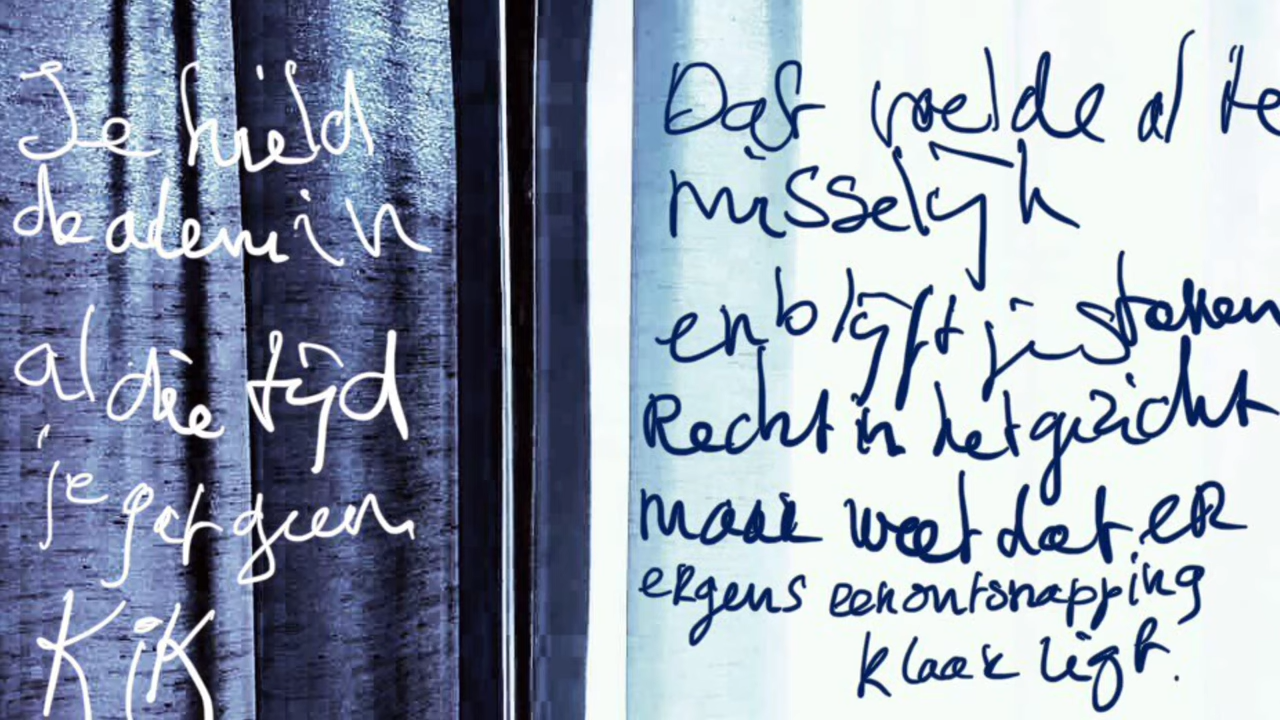 Je hield
de adem in
al die tijd
je gaf geen
Kik
Dat voelde al te
misselijk
en blijft je staken
Recht in het gezicht
maar weet dat er
ergens een ontsnapping
klaar ligt.